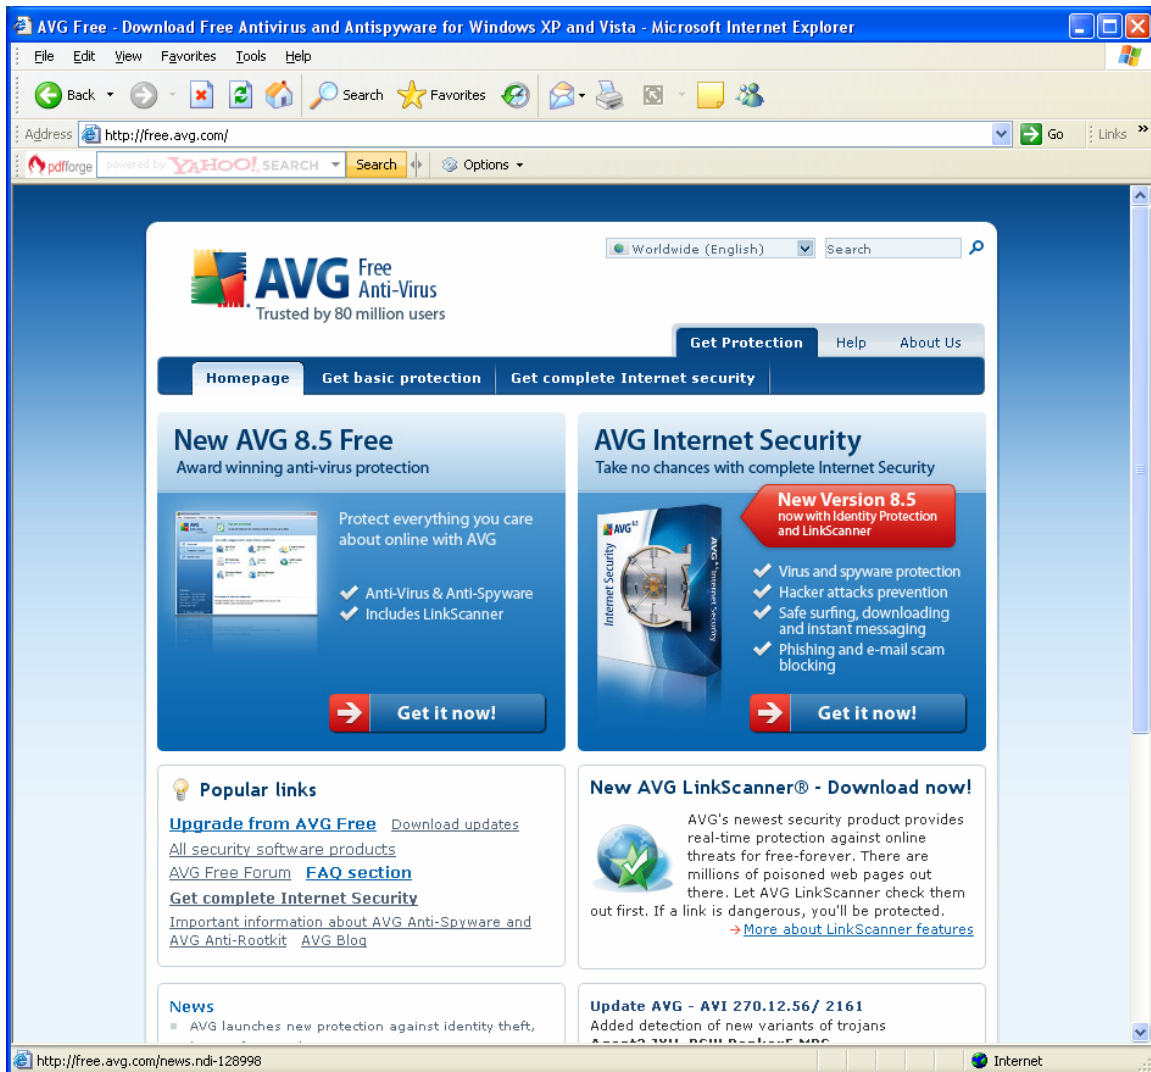 AVG Free - Download Free Antivirus and Antispyware for Windows XP and Vista - Microsoft Internet Explorer
File Edit View Favorites Tools Help
Back Search Favorites
Address http://free.avg.com/ Go Links »
pdfforge powered by YAHOO! SEARCH Search Options
Worldwide (English) Search
AVG Free Anti-Virus
Trusted by 80 million users
Get Protection Help About Us
Homepage Get basic protection Get complete Internet security
New AVG 8.5 Free
Award winning anti-virus protection
Protect everything you care
about online with AVG
Anti-Virus & Anti-Spyware
Includes LinkScanner
Get it now!
AVG Internet Security
Take no chances with complete Internet Security
New Version 8.5
now with Identity Protection
and LinkScanner
AVG 8.5
Internet Security
AVG Internet Security
Virus and spyware protection
Hacker attacks prevention
Safe surfing, downloading
and instant messaging
Phishing and e-mail scam
blocking
Get it now!
Popular links
Upgrade from AVG Free Download updates
All security software products
AVG Free Forum FAQ section
Get complete Internet Security
Important information about AVG Anti-Spyware and
AVG Anti-Rootkit AVG Blog
New AVG LinkScanner® - Download now!
AVG's newest security product provides
real-time protection against online
threats for free-forever. There are
millions of poisoned web pages out
there. Let AVG LinkScanner check them
out first. If a link is dangerous, you'll be protected.
More about LinkScanner features
News
AVG launches new protection against identity theft,
Update AVG - AVI 270.12.56/ 2161
Added detection of new variants of trojans
http://free.avg.com/news.ndi-128998 Internet